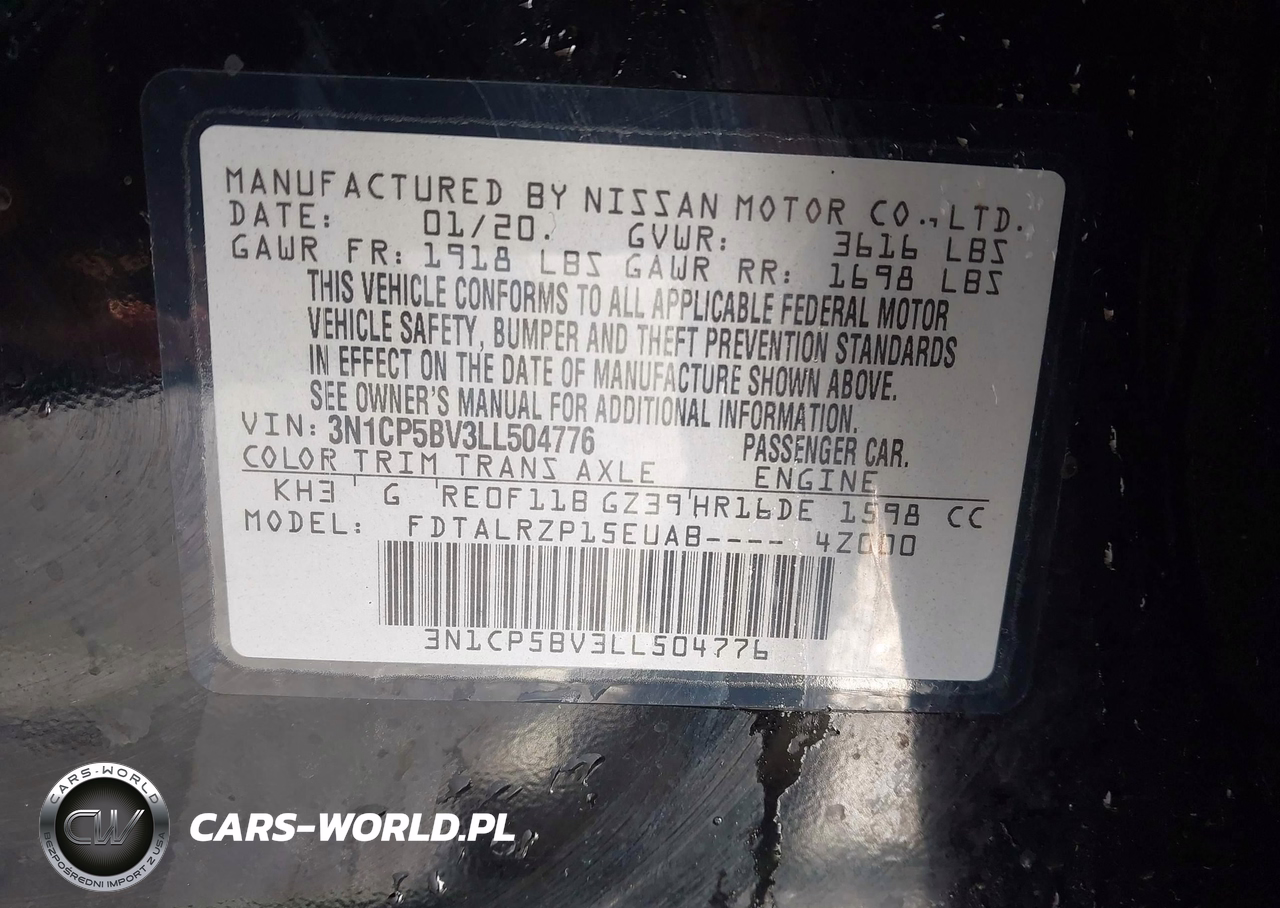 MANUFACTURED BY NISSAN MOTOR CO., LTD.
DATE: 01/20. GVWR: 3616 LBS
GAWR FR: 1918 LBS GAWR RR: 1698 LBS
THIS VEHICLE CONFORMS TO ALL APPLICABLE FEDERAL MOTOR
VEHICLE SAFETY, BUMPER AND THEFT PREVENTION STANDARDS
IN EFFECT ON THE DATE OF MANUFACTURE SHOWN ABOVE.
SEE OWNER'S MANUAL FOR ADDITIONAL INFORMATION.
VIN: 3N1CP5BV3LL504776 PASSENGER CAR.
COLOR TRIM TRANS AXLE ENGINE
KH3 G RE0F11B GZ39 HR16DE 1598 CC
MODEL: FDTALRZP15EUAB---- 4Z000
3N1CP5BV3LL504776
CARS-WORLD
CW
BEZPOŚREDNI IMPORT Z USA
CARS-WORLD.PL